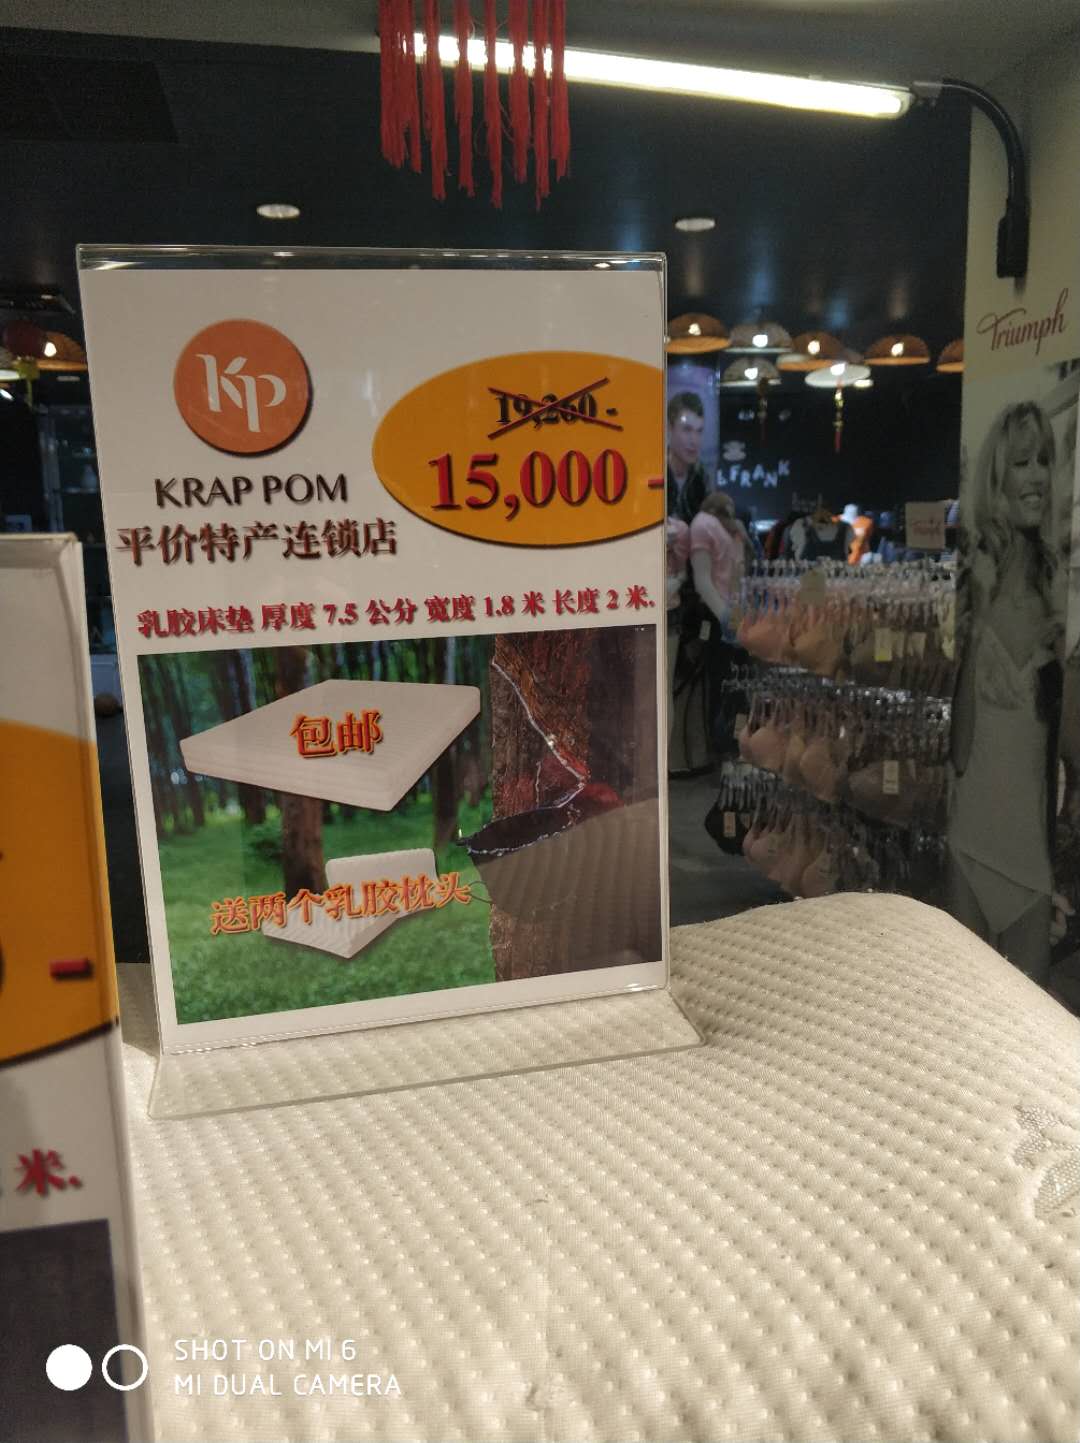 KP
19,260 -
15,000 -
KRAP POM
平价特产连锁店
乳胶床垫 厚度 7.5 公分 宽度 1.8 米 长度 2 米.
包邮
送两个乳胶枕头
Triumph
LFRANK
-
米.
SHOT ON MI 6
MI DUAL CAMERA